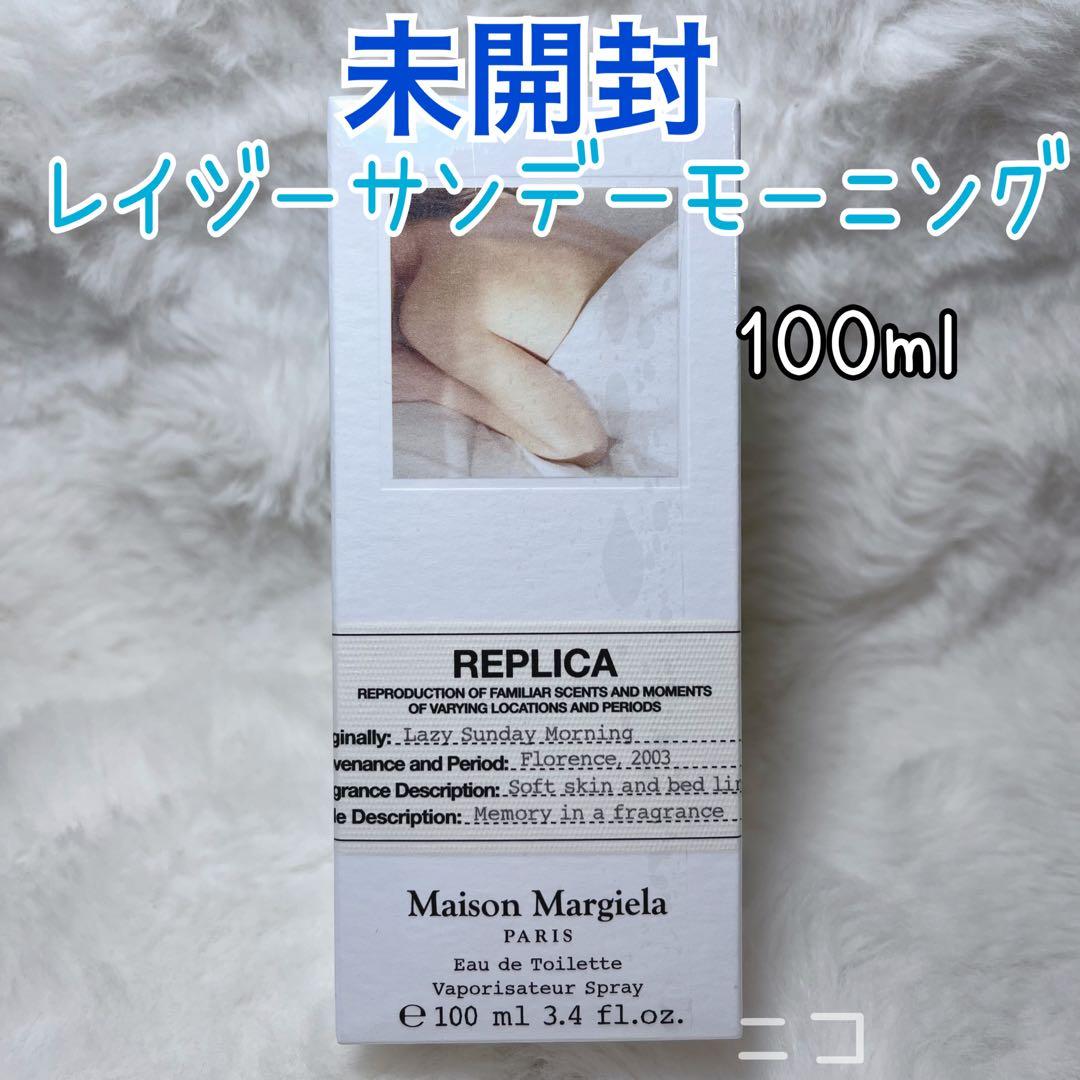 未開封
レイジーサンデーモーニング
100ml
REPLICA
REPRODUCTION OF FAMILIAR SCENTS AND MOMENTS
OF VARYING LOCATIONS AND PERIODS
ginally: Lazy Sunday Morning
venance and Period: Florence, 2003
grance Description: Soft skin and bed lin
le Description: Memory in a fragrance
Maison Margiela
PARIS
Eau de Toilette
Vaporisateur Spray
℮ 100 ml 3.4 fl.oz.
ニコ